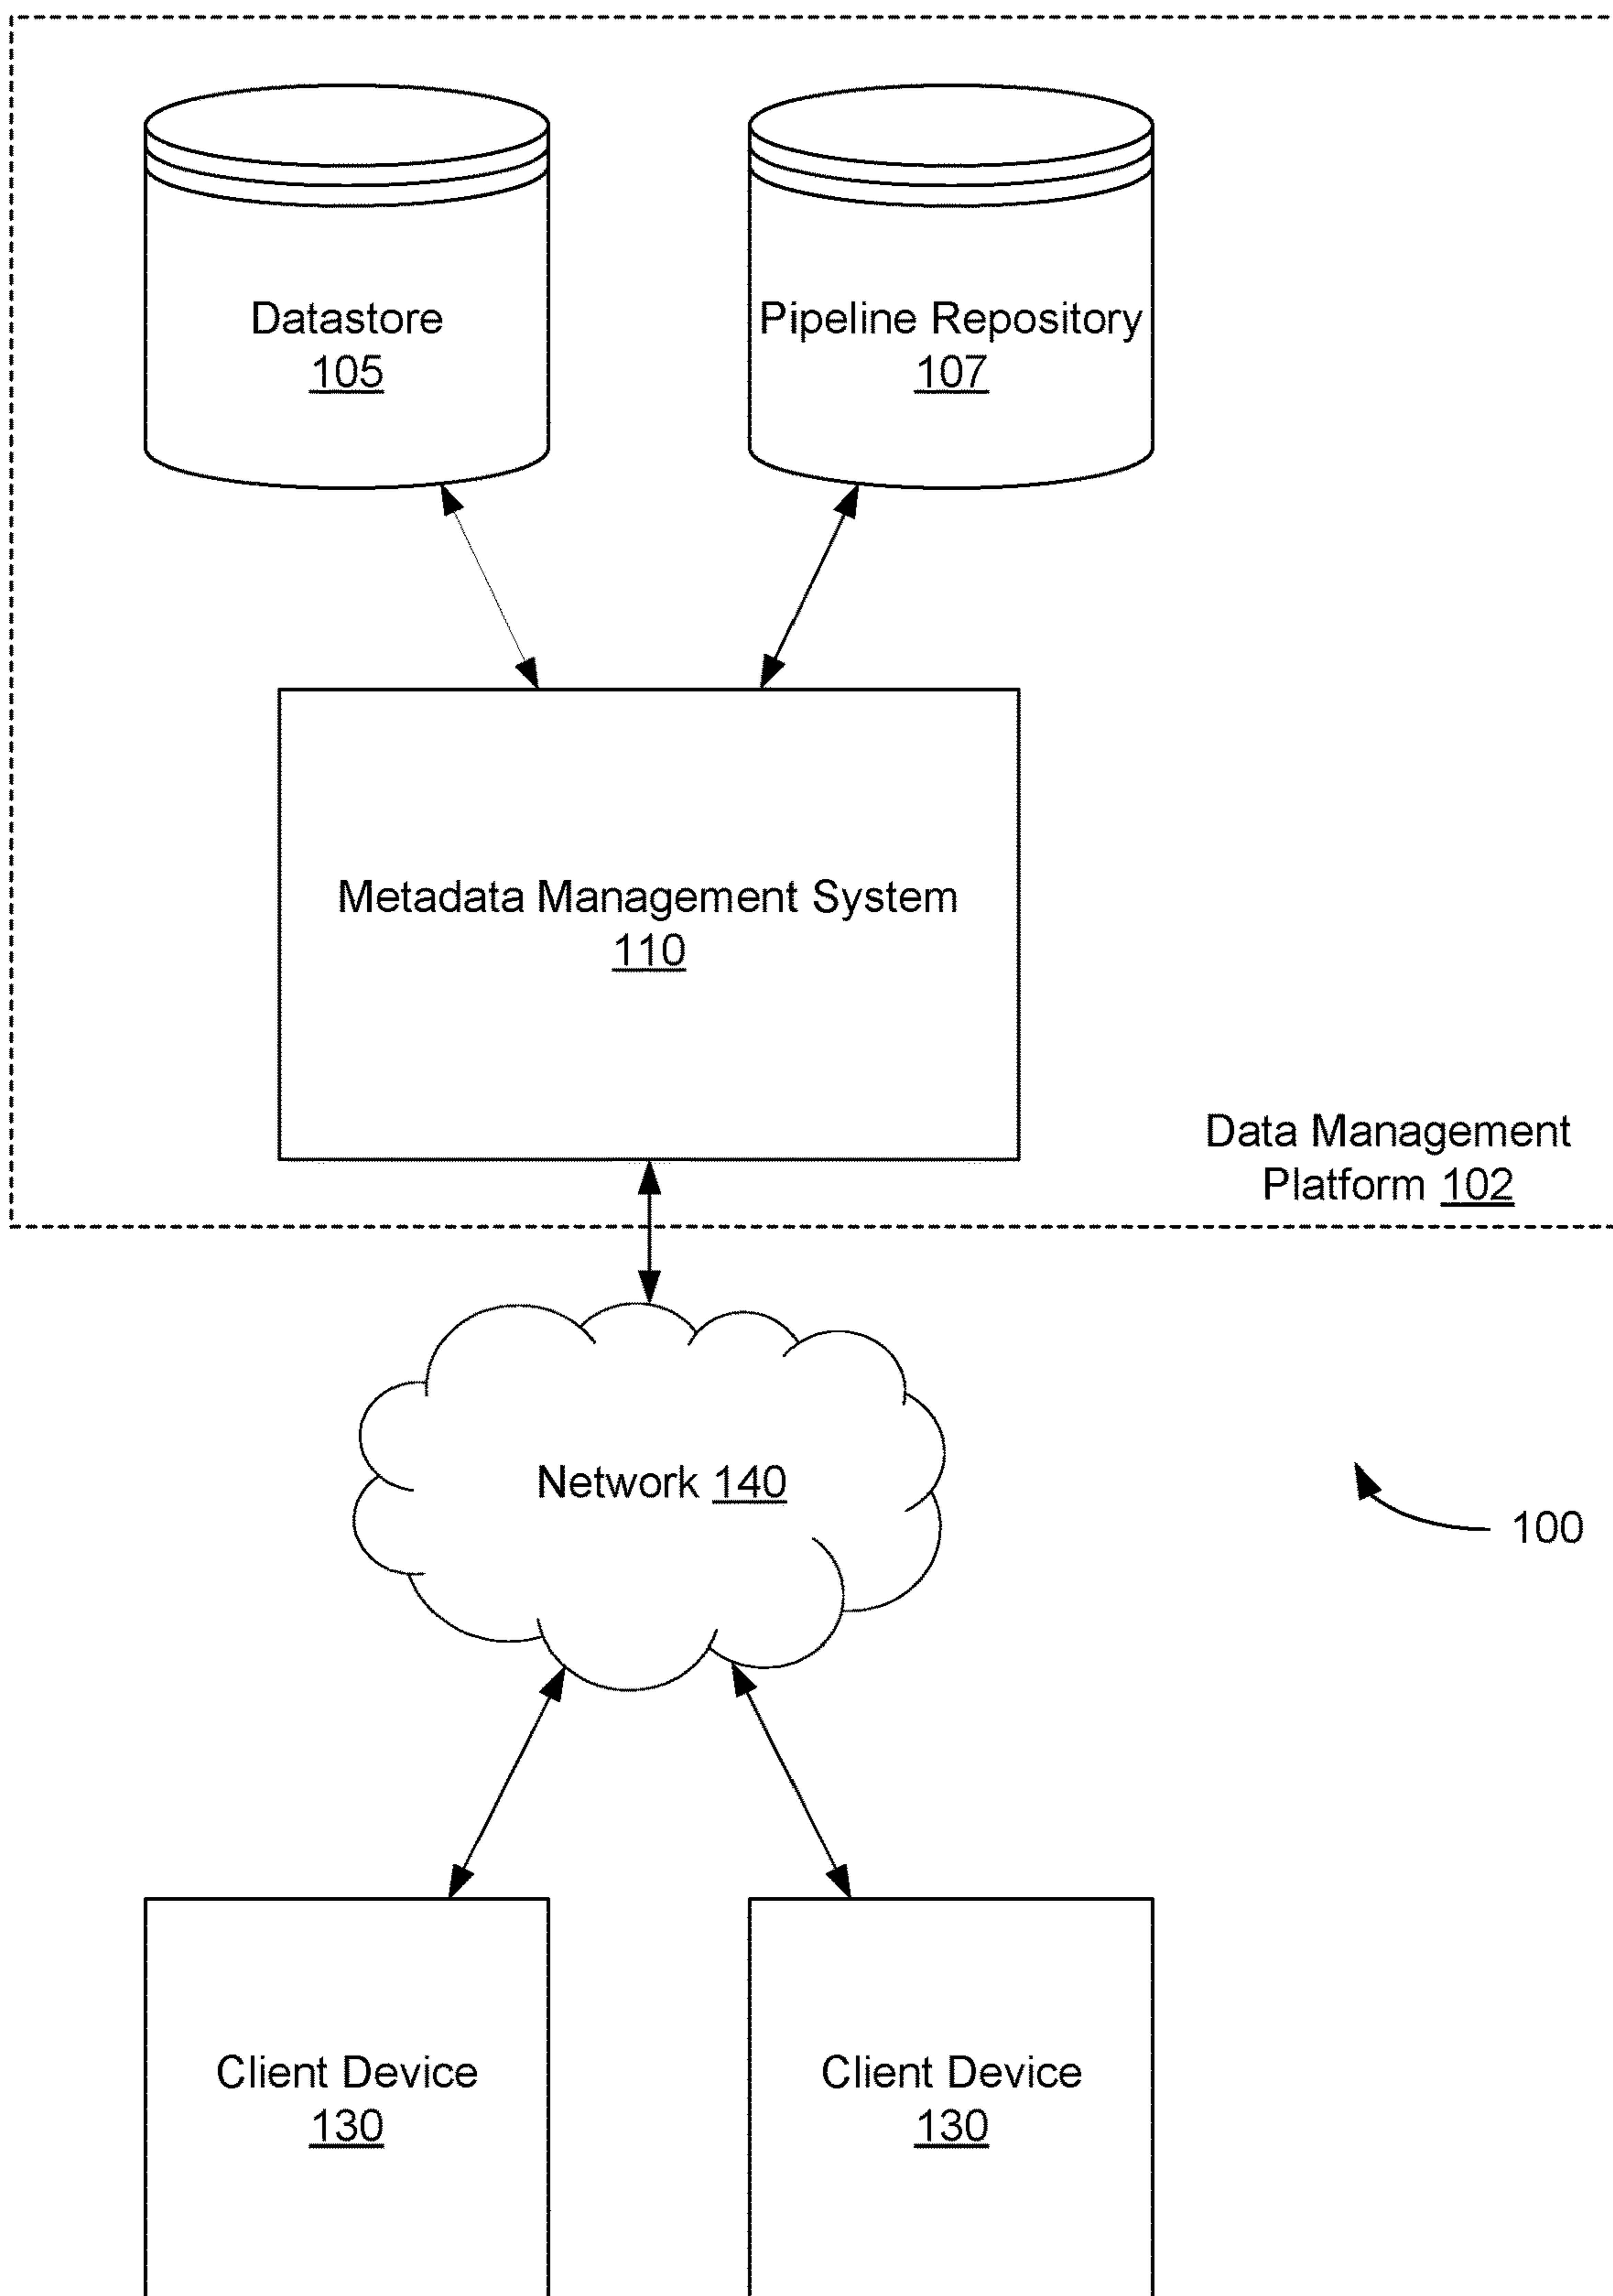 Datastore
105
Pipeline Repository
107
Metadata Management System
110
Data Management
Platform 102
Network 140
100
Client Device
130
Client Device
130